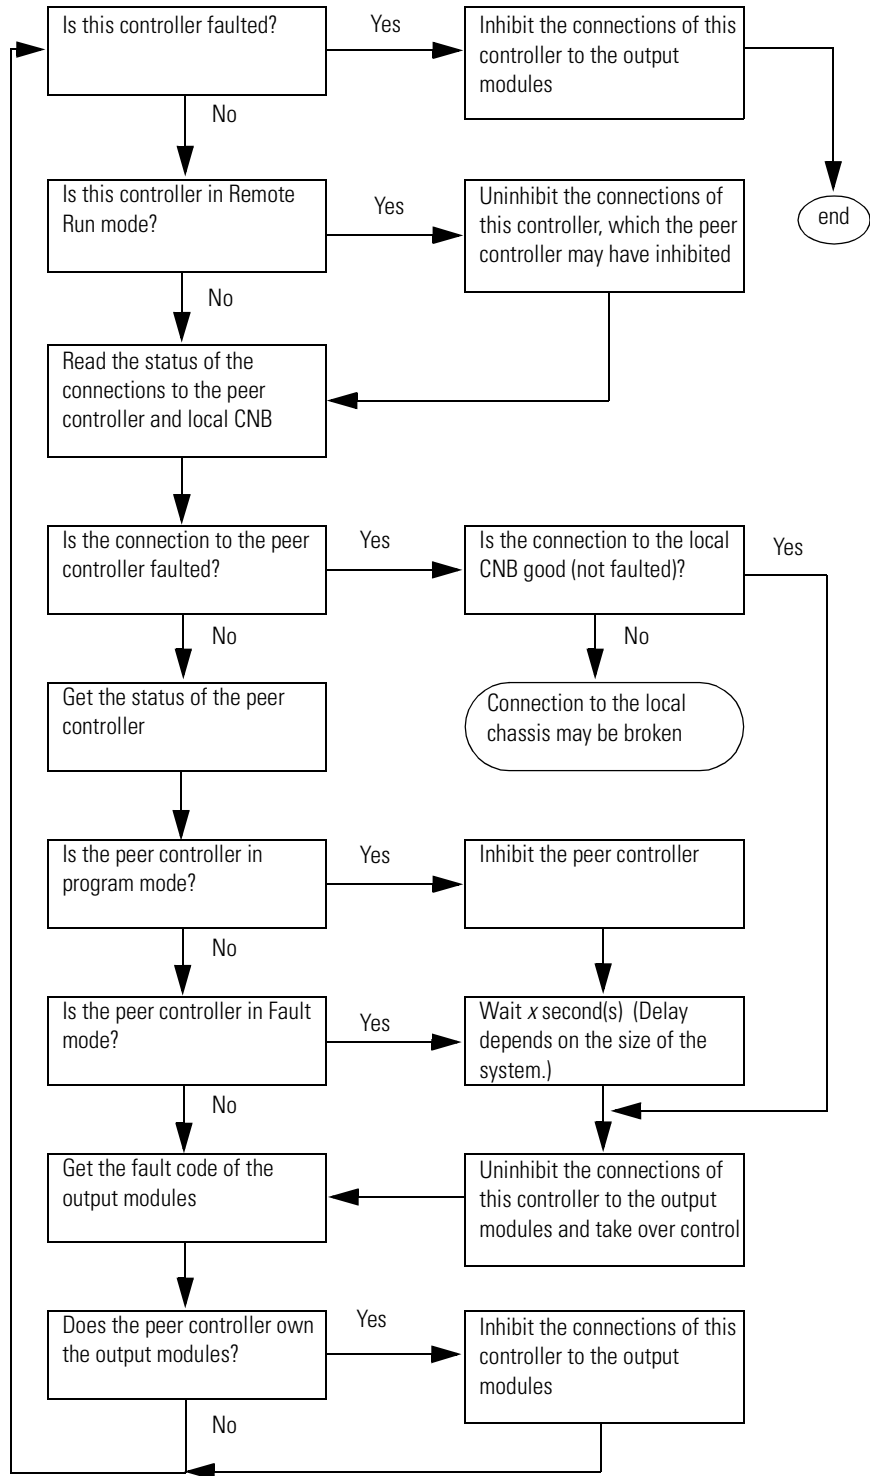 Is this controller faulted?
Yes
Inhibit the connections of this
controller to the output
modules
No
end
Is this controller in Remote
Run mode?
Yes
Uninhibit the connections of
this controller, which the peer
controller may have inhibited
No
Read the status of the
connections to the peer
controller and local CNB
Is the connection to the peer
controller faulted?
Yes
Is the connection to the local
CNB good (not faulted)?
Yes
No
No
Get the status of the peer
controller
Connection to the local
chassis may be broken
Is the peer controller in
program mode?
Yes
Inhibit the peer controller
No
Is the peer controller in Fault
mode?
Yes
Wait x second(s) (Delay
depends on the size of the
system.)
No
Get the fault code of the
output modules
Uninhibit the connections of
this controller to the output
modules and take over control
Does the peer controller own
the output modules?
Yes
Inhibit the connections of this
controller to the output
modules
No